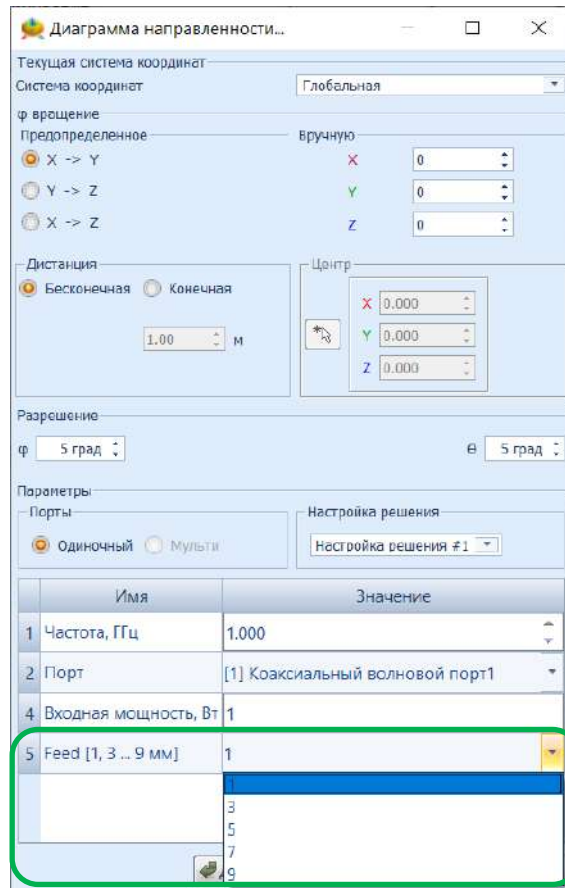 Диаграмма направленности...
Текущая система координат
Система координат Глобальная
φ вращение
Предопределенное Вручную
X -> Y X 0
Y -> Z Y 0
X -> Z Z 0
Дистанция Центр
Бесконечная Конечная X 0.000
1.00 м Y 0.000
Z 0.000
Разрешение
φ 5 град θ 5 град
Параметры
Порты Настройка решения
Одиночный Мульти Настройка решения #1
Имя Значение
1 Частота, ГГц 1.000
2 Порт [1] Коаксиальный волновой порт1
4 Входная мощность, Вт 1
5 Feed [1, 3 ... 9 мм] 1
1
3
5
7
9